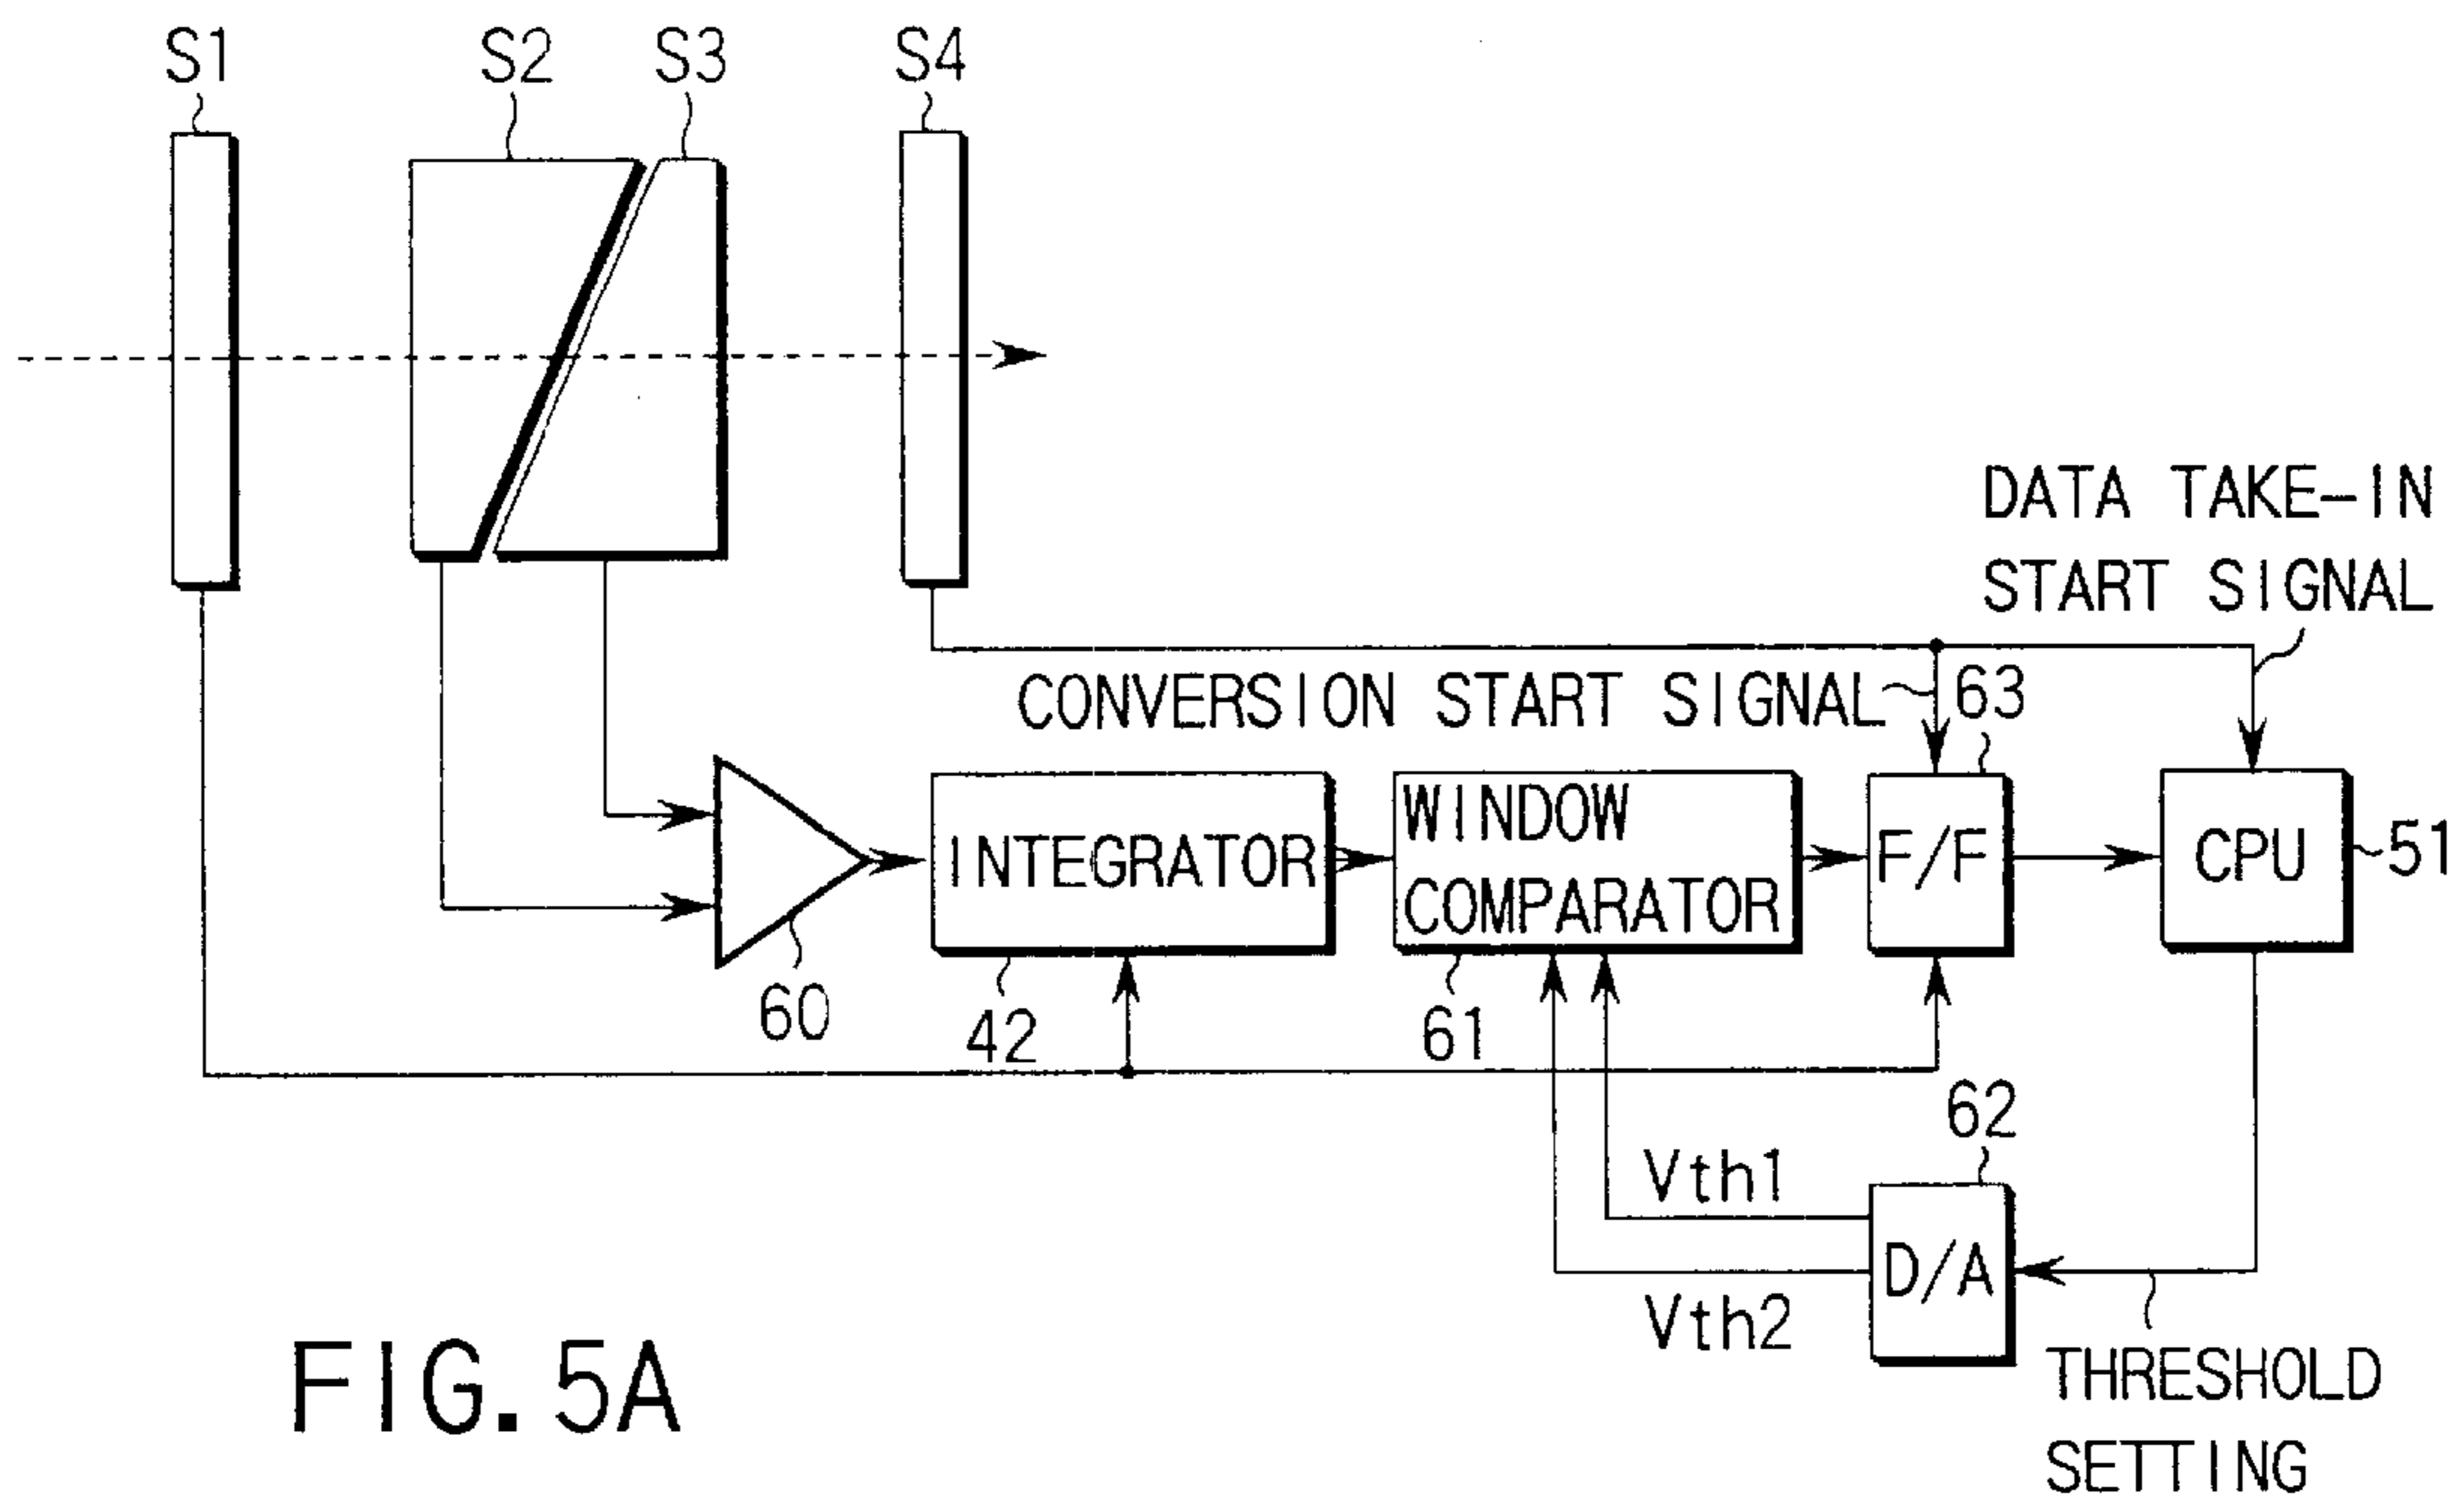 S1
S2
S3
S4
DATA TAKE-IN
START SIGNAL
CONVERSION START SIGNAL
63
INTEGRATOR
WINDOW
COMPARATOR
F/F
CPU
51
60
42
61
62
Vth1
Vth2
D/A
THRESHOLD
SETTING
FIG. 5A